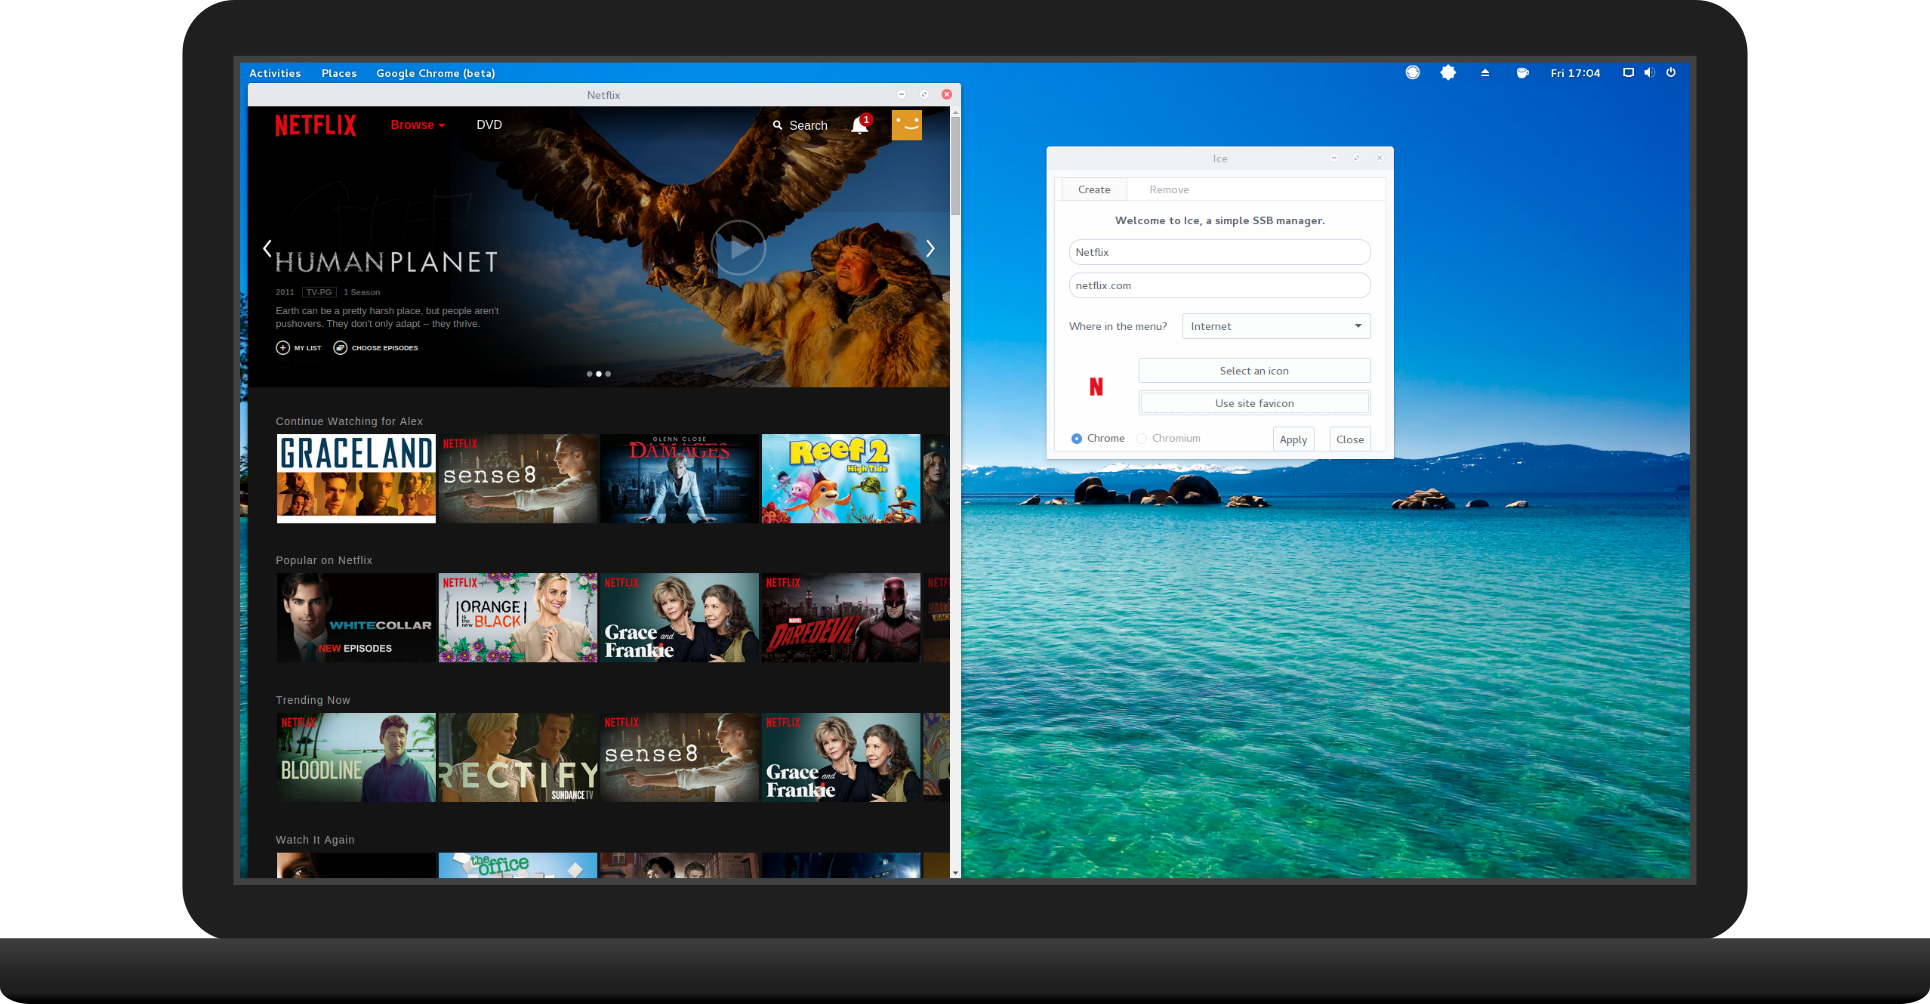 Activities Places Google Chrome (beta)
Fri 17:04
Netflix
NETFLIX Browse DVD Search 1
HUMAN PLANET
2011 TV-PG 1 Season
Earth can be a pretty harsh place, but people aren't
pushovers. They don't only adapt -- they thrive.
MY LIST CHOOSE EPISODES
Continue Watching for Alex
GRACELAND
NETFLIX
sense8
GLENN CLOSE
DAMAGES
Reef 2
High Tide
Popular on Netflix
WHITECOLLAR
NEW EPISODES
NETFLIX
ORANGE
is the new
BLACK
NETFLIX
Grace and
Frankie
NETFLIX
MARVEL
DAREDEVIL
Trending Now
NETFLIX
BLOODLINE
RECTIFY
SUNDANCETV
NETFLIX
sense8
NETFLIX
Grace and
Frankie
Watch It Again
the office
Ice
Create Remove
Welcome to Ice, a simple SSB manager.
Netflix
netflix.com
Where in the menu? Internet
Select an icon
N
Use site favicon
Chrome Chromium Apply Close